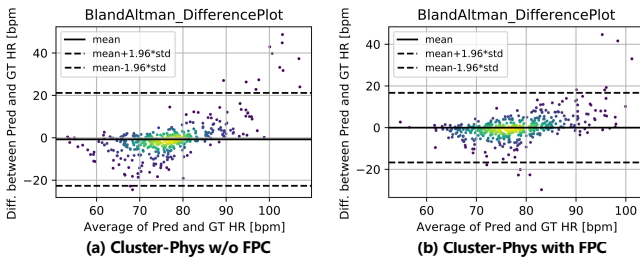 BlandAltman_DifferencePlot
Diff. between Pred and GT HR [bpm]
40
20
0
−20
mean
mean+1.96*std
mean-1.96*std
60 70 80 90 100
Average of Pred and GT HR [bpm]
(a) Cluster-Phys w/o FPC
BlandAltman_DifferencePlot
Diff. between Pred and GT HR [bpm]
40
20
0
−20
mean
mean+1.96*std
mean-1.96*std
60 70 80 90 100
Average of Pred and GT HR [bpm]
(b) Cluster-Phys with FPC